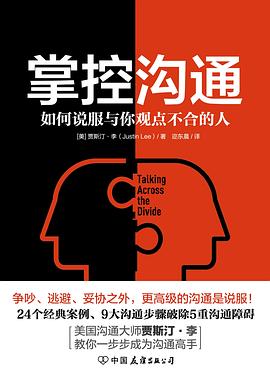 掌控沟通
如何说服与你观点不合的人
[美] 贾斯汀·李 (Justin Lee) / 著 迩东晨 / 译
Talking
Across
the
Divide
争吵、逃避、妥协之外，更高级的沟通是说服！
24个经典案例、9大沟通步骤破除5重沟通障碍
美国沟通大师贾斯汀·李
教你一步步成为沟通高手
中国友谊出版公司